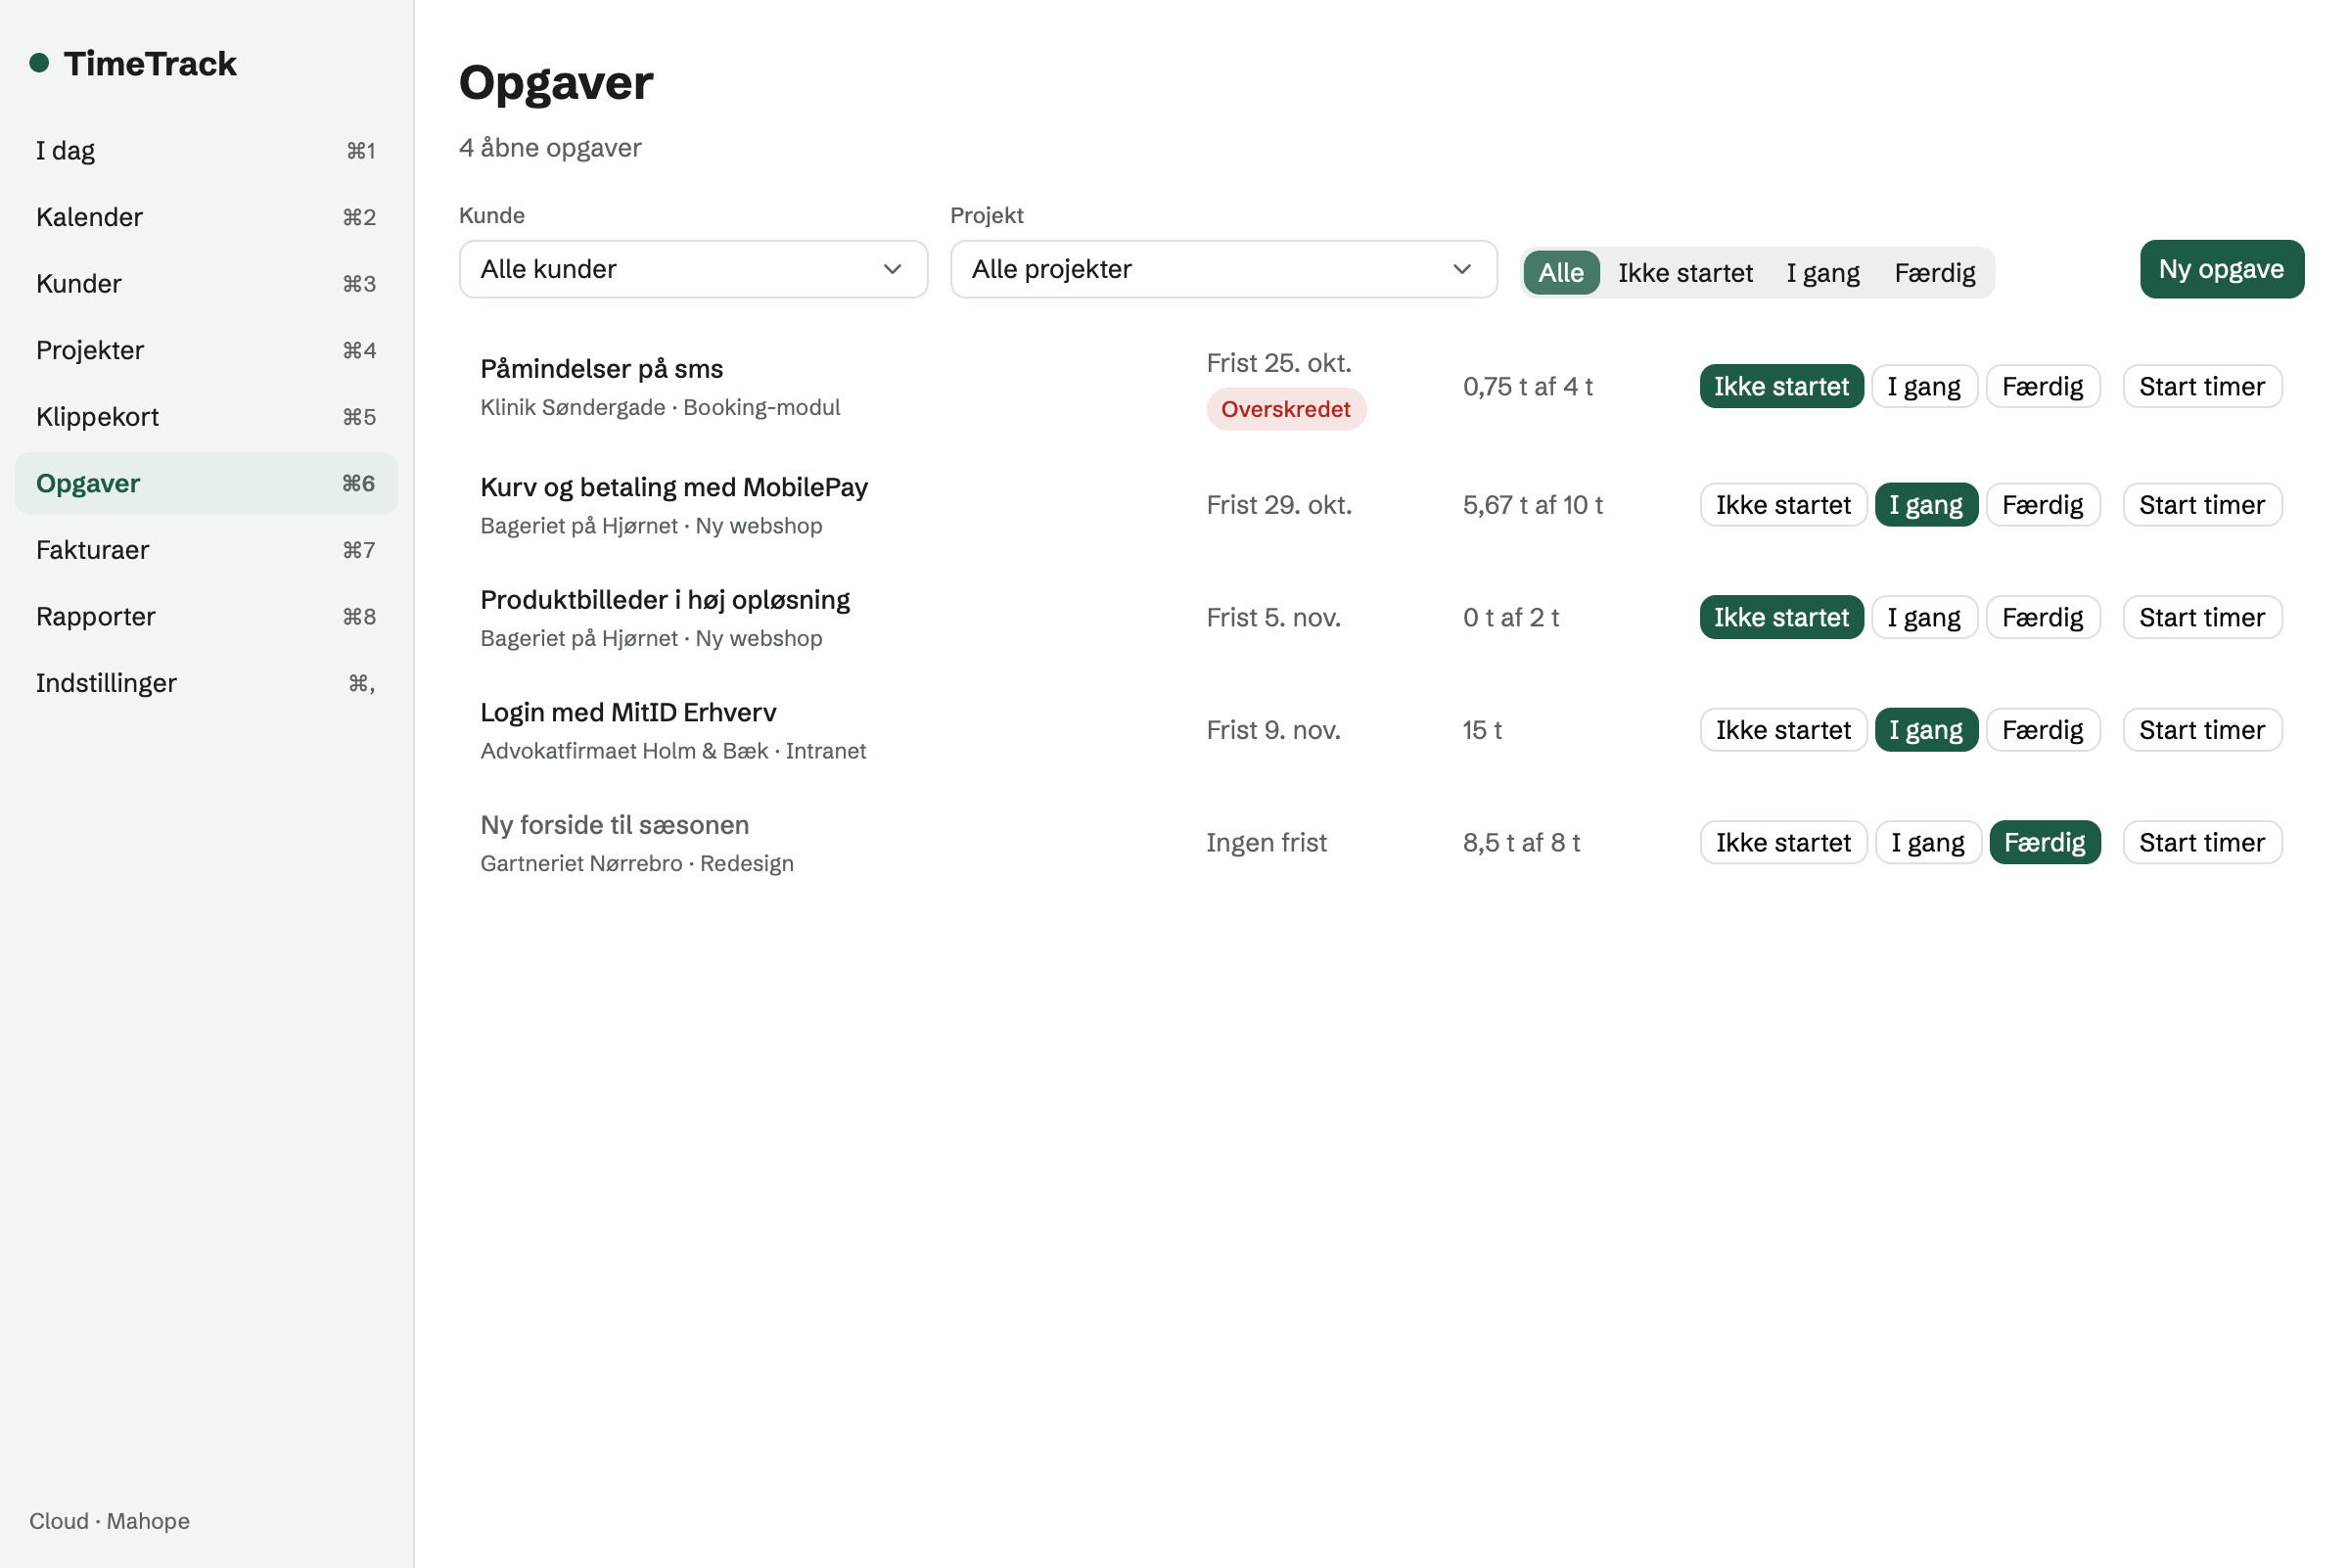 TimeTrack
I dag ⌘1
Kalender ⌘2
Kunder ⌘3
Projekter ⌘4
Klippekort ⌘5
Opgaver ⌘6
Fakturaer ⌘7
Rapporter ⌘8
Indstillinger ⌘,
Cloud · Mahope
Opgaver
4 åbne opgaver
Kunde Projekt
Alle kunder Alle projekter Alle Ikke startet I gang Færdig Ny opgave
Påmindelser på sms
Klinik Søndergade · Booking-modul
Frist 25. okt.
Overskredet
0,75 t af 4 t Ikke startet I gang Færdig Start timer
Kurv og betaling med MobilePay
Bageriet på Hjørnet · Ny webshop
Frist 29. okt. 5,67 t af 10 t Ikke startet I gang Færdig Start timer
Produktbilleder i høj opløsning
Bageriet på Hjørnet · Ny webshop
Frist 5. nov. 0 t af 2 t Ikke startet I gang Færdig Start timer
Login med MitID Erhverv
Advokatfirmaet Holm & Bæk · Intranet
Frist 9. nov. 15 t Ikke startet I gang Færdig Start timer
Ny forside til sæsonen
Gartneriet Nørrebro · Redesign
Ingen frist 8,5 t af 8 t Ikke startet I gang Færdig Start timer